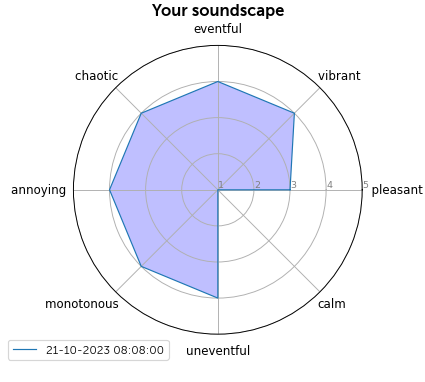 Your soundscape
eventful
chaotic
vibrant
annoying
1 2 3 4 5
pleasant
monotonous
calm
uneventful
21-10-2023 08:08:00